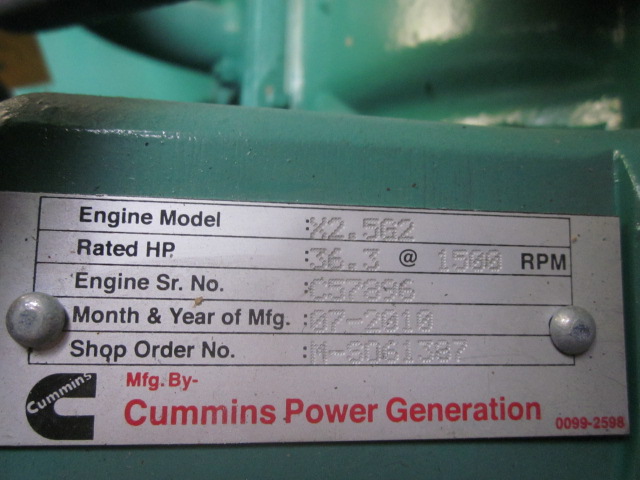 Engine Model :X2.5G2
Rated HP :36.3 @ 1500 RPM
Engine Sr. No. :C57896
Month & Year of Mfg. :07-2010
Shop Order No. :M-SO61387
Cummins
Mfg. By-
Cummins Power Generation
0099-2598